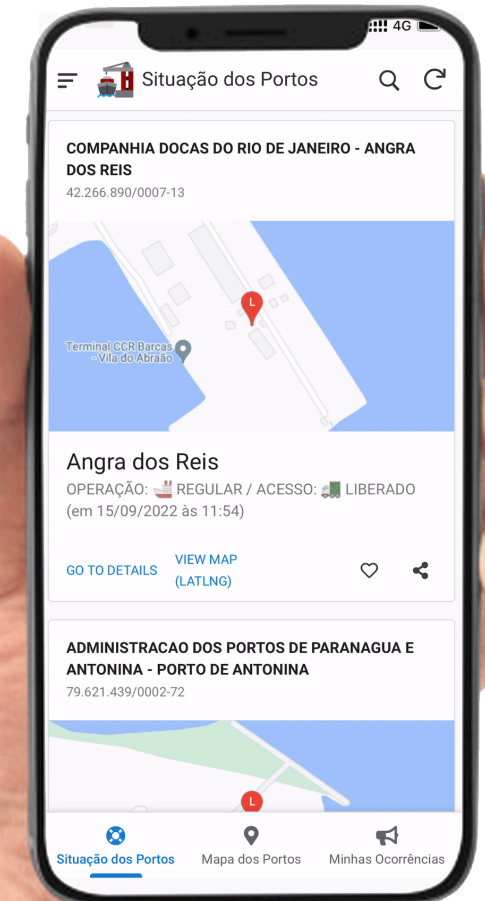 4G
Situação dos Portos
COMPANHIA DOCAS DO RIO DE JANEIRO - ANGRA
DOS REIS
42.266.890/0007-13
L
Terminal CCR Barcas
- Vila do Abraão
Angra dos Reis
OPERAÇÃO: REGULAR / ACESSO: LIBERADO
(em 15/09/2022 às 11:54)
GO TO DETAILS
VIEW MAP
(LATLNG)
ADMINISTRACAO DOS PORTOS DE PARANAGUA E
ANTONINA - PORTO DE ANTONINA
79.621.439/0002-72
L
Situação dos Portos
Mapa dos Portos
Minhas Ocorrências